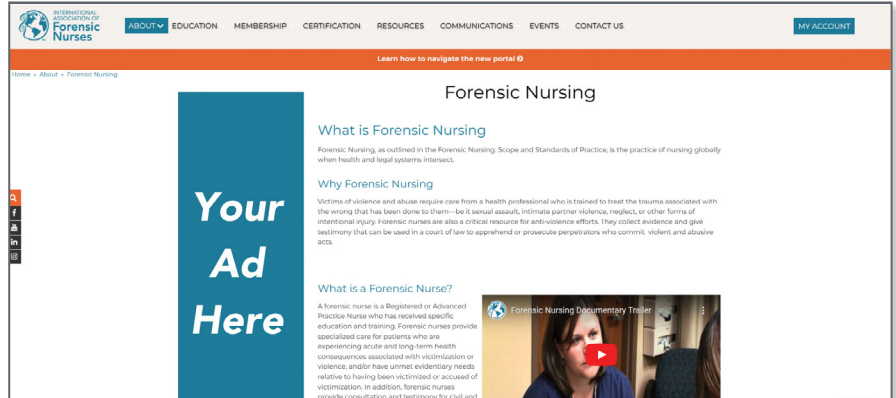 INTERNATIONAL
ASSOCIATION OF
Forensic
Nurses
ABOUT EDUCATION MEMBERSHIP CERTIFICATION RESOURCES COMMUNICATIONS EVENTS CONTACT US
MY ACCOUNT
Learn how to navigate the new portal
Home » About » Forensic Nursing
Forensic Nursing
Your
Ad
Here
What is Forensic Nursing
Forensic Nursing, as outlined in the Forensic Nursing: Scope and Standards of Practice, is the practice of nursing globally
when health and legal systems intersect.
Why Forensic Nursing
Victims of violence and abuse require care from a health professional who is trained to treat the trauma associated with
the wrong that has been done to them—be it sexual assault, intimate partner violence, neglect, or other forms of
intentional injury. Forensic nurses are also a critical resource for anti-violence efforts. They collect evidence and give
testimony that can be used in a court of law to apprehend or prosecute perpetrators who commit violent and abusive
acts.
What is a Forensic Nurse?
A forensic nurse is a Registered or Advanced
Practice Nurse who has received specific
education and training. Forensic nurses provide
specialized care for patients who are
experiencing acute and long-term health
consequences associated with victimization or
violence, and/or have unmet evidentiary needs
relative to having been victimized or accused of
victimization. In addition, forensic nurses
provide consultation and testimony for civil and
Forensic Nursing Documentary Trailer